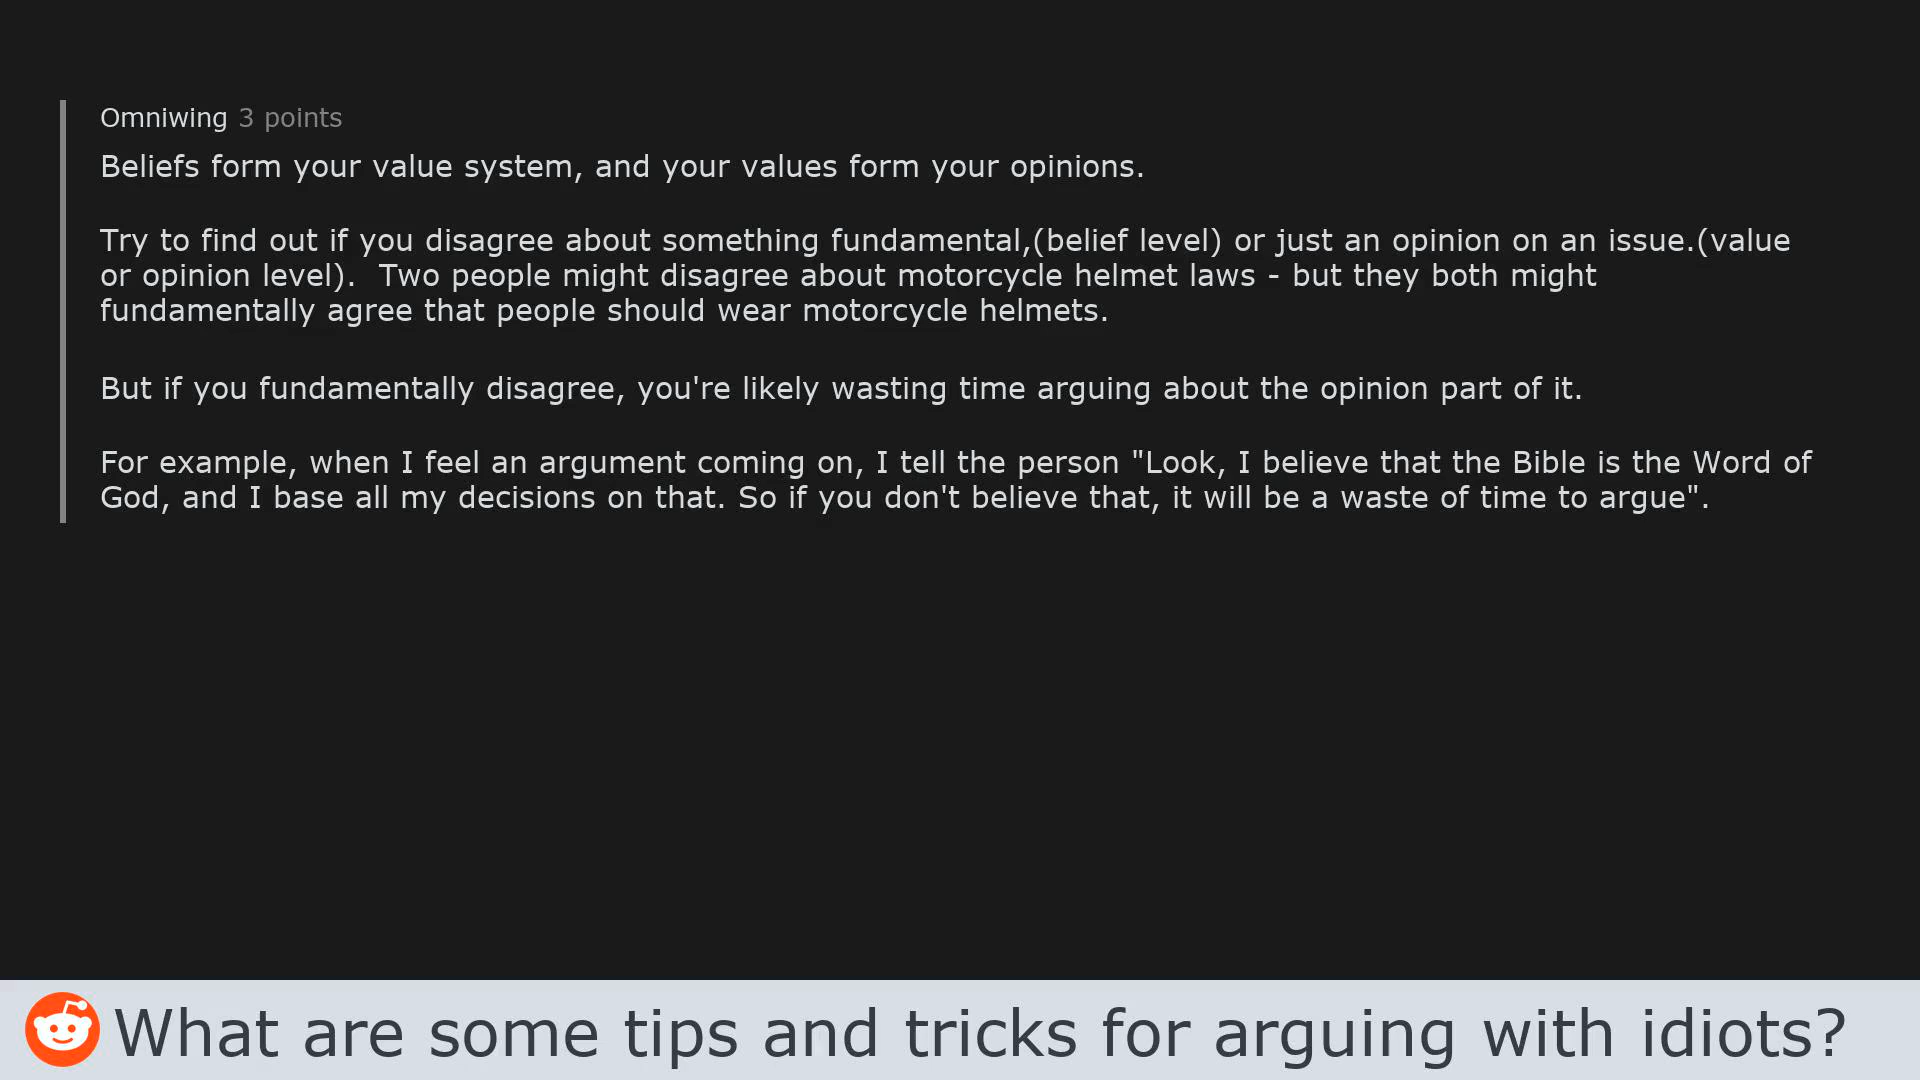 Omniwing 3 points
Beliefs form your value system, and your values form your opinions.
Try to find out if you disagree about something fundamental,(belief level) or just an opinion on an issue.(value
or opinion level).  Two people might disagree about motorcycle helmet laws - but they both might
fundamentally agree that people should wear motorcycle helmets.
But if you fundamentally disagree, you're likely wasting time arguing about the opinion part of it.
For example, when I feel an argument coming on, I tell the person "Look, I believe that the Bible is the Word of
God, and I base all my decisions on that. So if you don't believe that, it will be a waste of time to argue".
What are some tips and tricks for arguing with idiots?